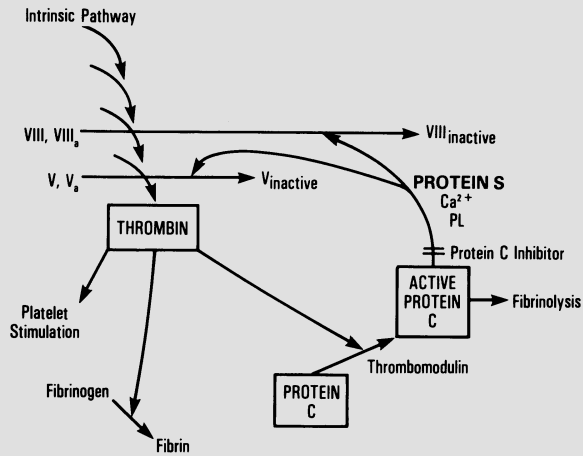 Intrinsic Pathway
VIII, VIIIa
VIIIinactive
V, Va
Vinactive
PROTEIN S
Ca2+
PL
THROMBIN
Protein C Inhibitor
ACTIVE
PROTEIN
C
Fibrinolysis
Platelet
Stimulation
Thrombomodulin
PROTEIN
C
Fibrinogen
Fibrin